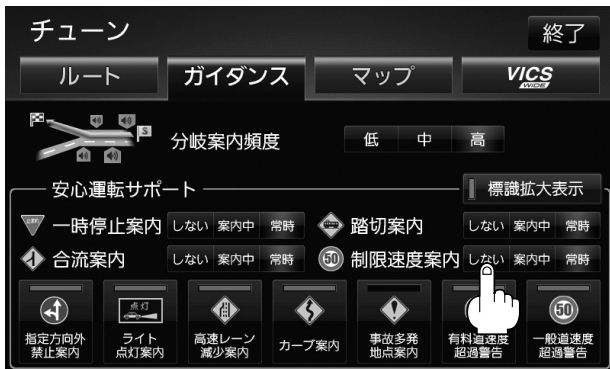 チューン
終了
ルート
ガイダンス
マップ
VICS
WIDE
S
分岐案内頻度
低 中 高
安心運転サポート
標識拡大表示
止まれ
一時停止案内 しない 案内中 常時
踏切案内 しない 案内中 常時
合流案内 しない 案内中 常時
50
制限速度案内 しない 案内中 常時
点灯
50
指定方向外
禁止案内
ライト
点灯案内
高速レーン
減少案内
カーブ案内
事故多発
地点案内
有料道速度
超過警告
一般道速度
超過警告